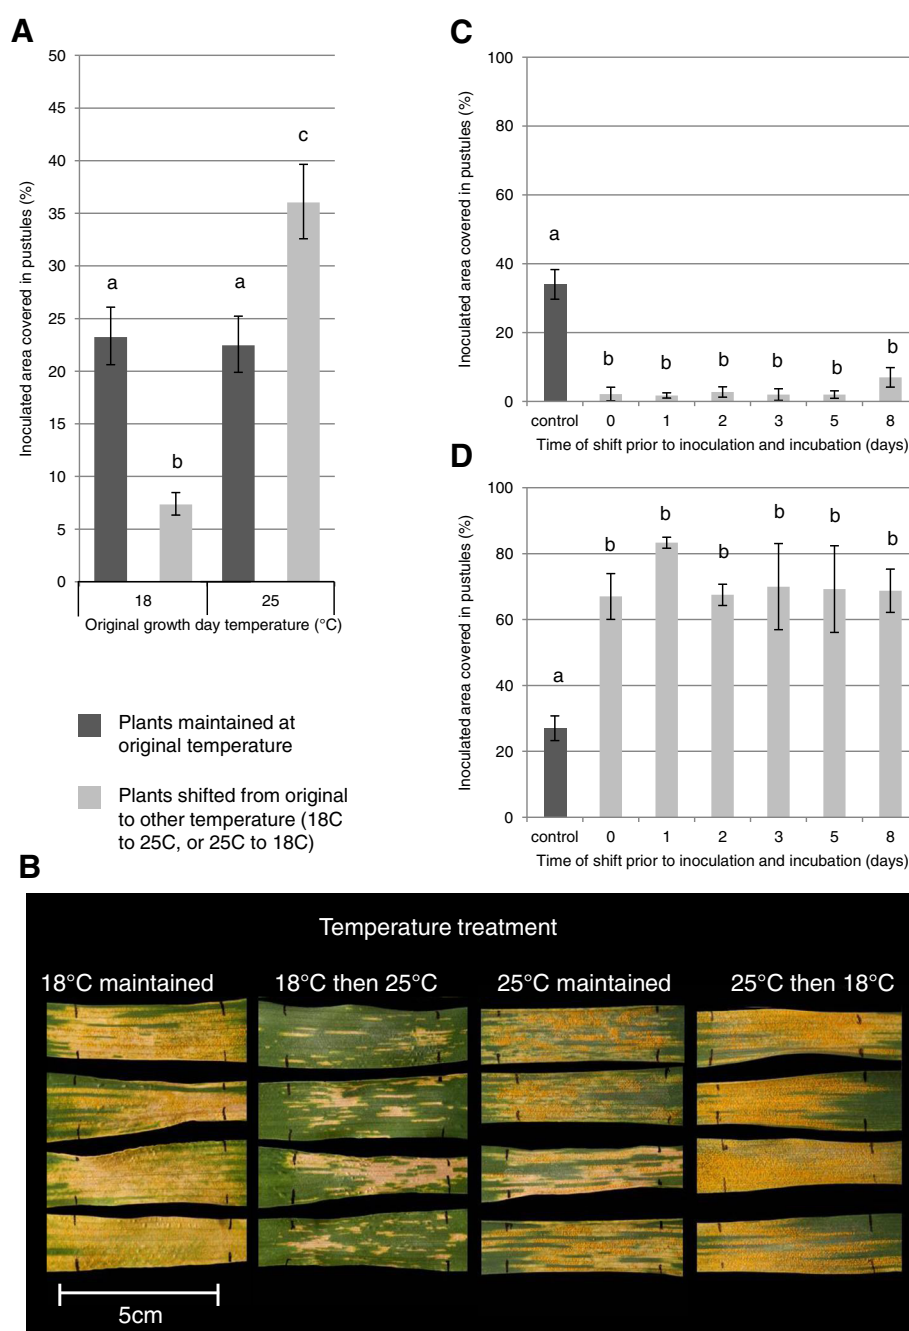 A
50
45
40
35
30
25
20
15
10
5
0
Inoculated area covered in pustules (%)
a
b
a
c
18
25
Original growth day temperature (°C)
Plants maintained at
original temperature
Plants shifted from original
to other temperature (18C
to 25C, or 25C to 18C)
C
100
80
60
40
20
0
Inoculated area covered in pustules (%)
a
b
b
b
b
b
b
control 0 1 2 3 5 8
Time of shift prior to inoculation and incubation (days)
D
100
80
60
40
20
0
Inoculated area covered in pustules (%)
a
b
b
b
b
b
b
control 0 1 2 3 5 8
Time of shift prior to inoculation and incubation (days)
B
Temperature treatment
18°C maintained 18°C then 25°C 25°C maintained 25°C then 18°C
5cm